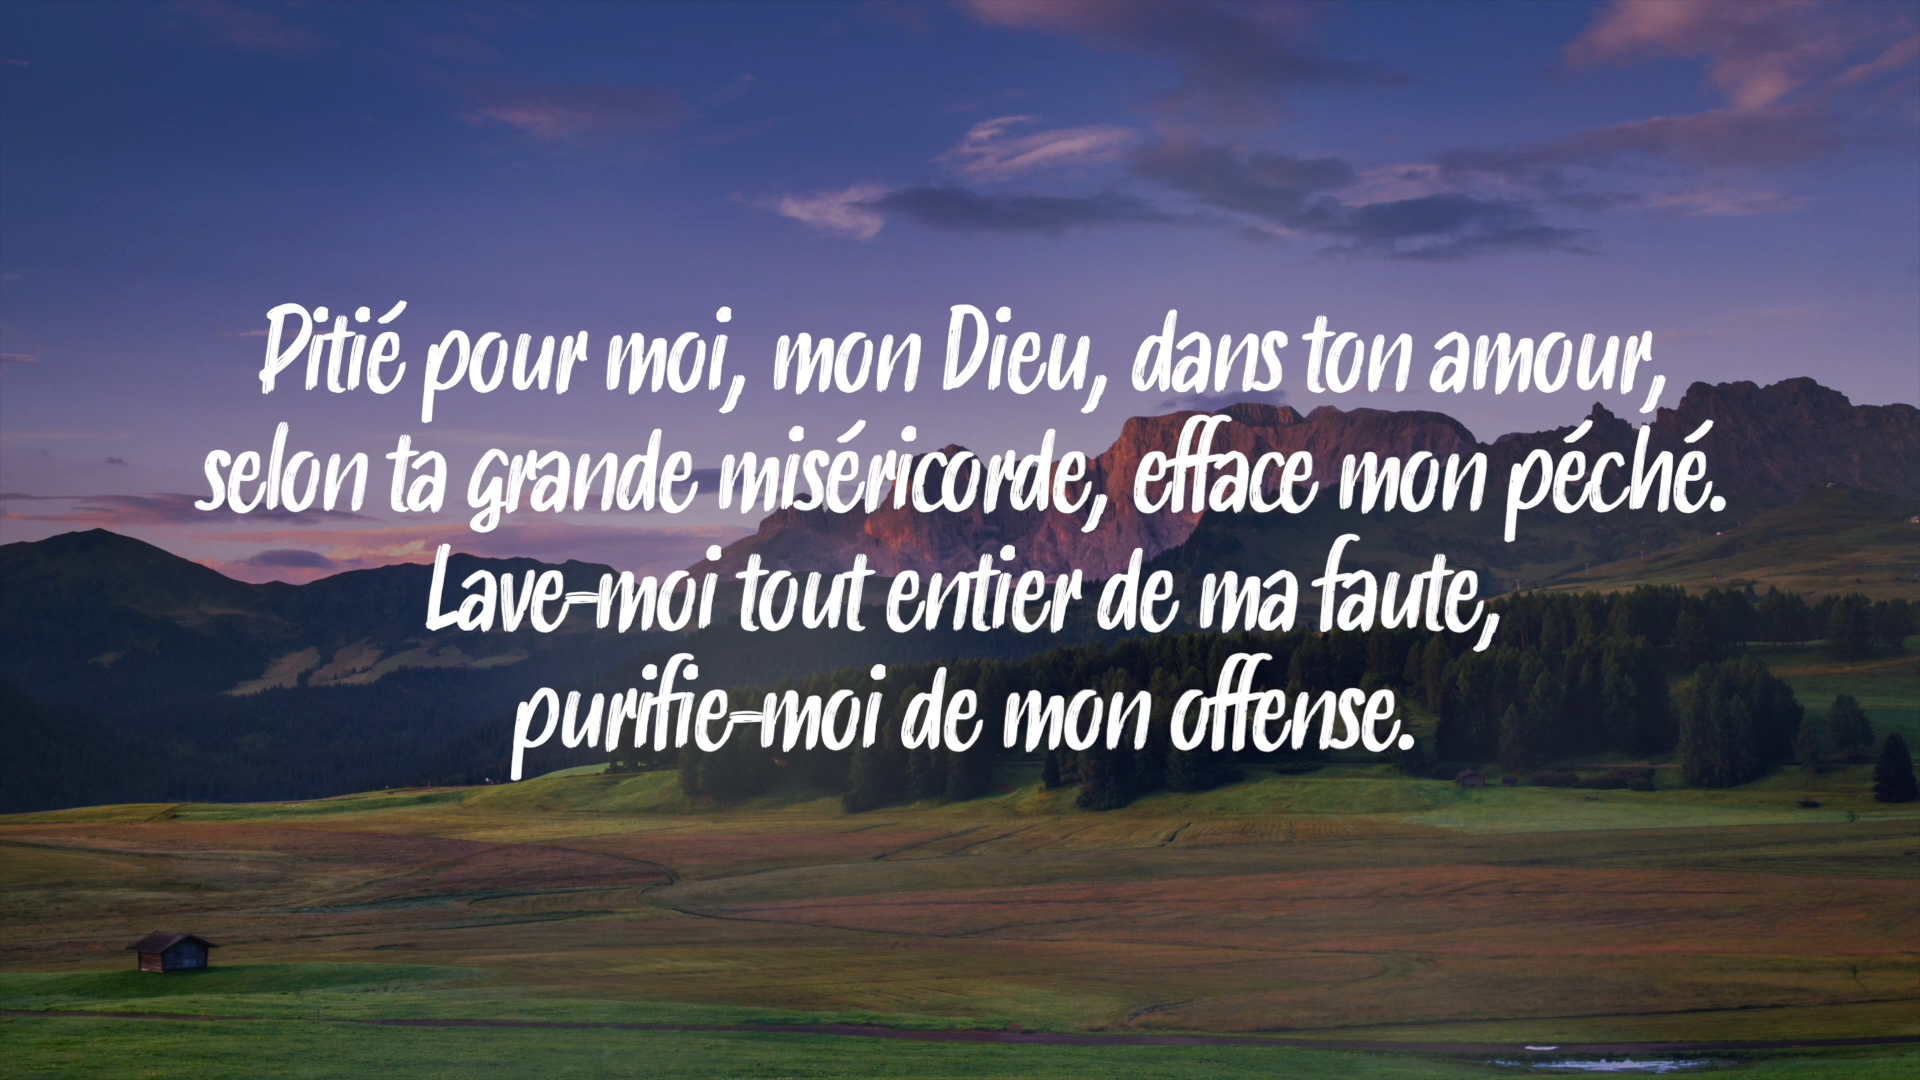 Pitié pour moi, mon Dieu, dans ton amour,
selon ta grande miséricorde, efface mon péché.
Lave-moi tout entier de ma faute,
purifie-moi de mon offense.